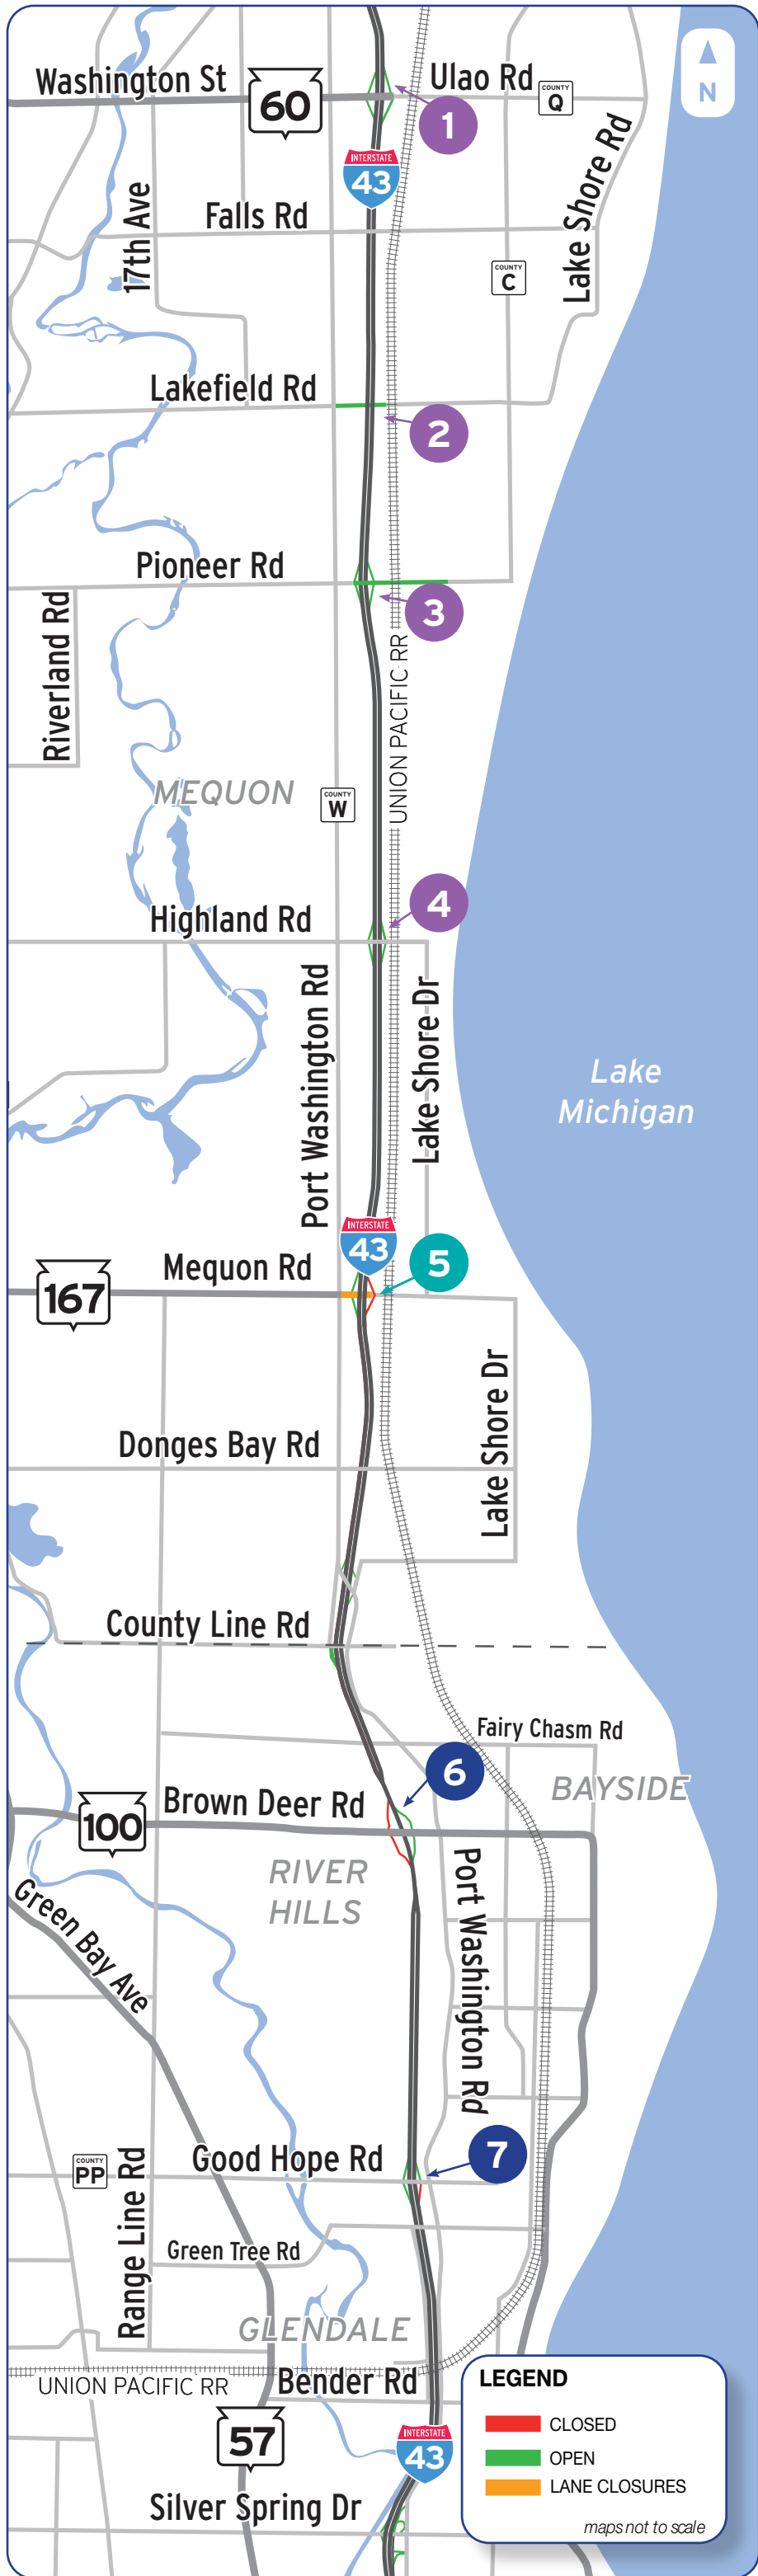 Washington St
60
Ulao Rd
COUNTY
Q
N
1
INTERSTATE
43
Lake Shore Rd
17th Ave
Falls Rd
COUNTY
C
Lakefield Rd
2
Pioneer Rd
3
Riverland Rd
UNION PACIFIC RR
MEQUON
COUNTY
W
4
Highland Rd
Port Washington Rd
Lake Shore Dr
Lake
Michigan
INTERSTATE
43
5
Mequon Rd
167
Lake Shore Dr
Donges Bay Rd
County Line Rd
Fairy Chasm Rd
6
BAYSIDE
Brown Deer Rd
100
RIVER
HILLS
Green Bay Ave
Port Washington Rd
Good Hope Rd
7
COUNTY
PP
Range Line Rd
Green Tree Rd
GLENDALE
UNION PACIFIC RR
Bender Rd
57
INTERSTATE
43
Silver Spring Dr
LEGEND
CLOSED
OPEN
LANE CLOSURES
maps not to scale